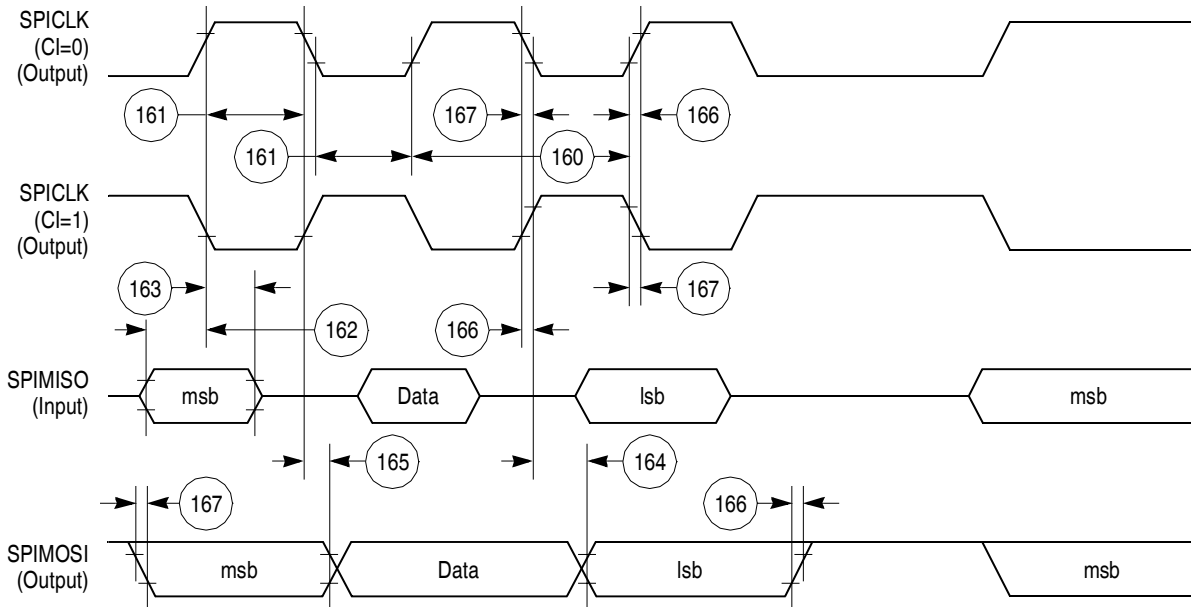 SPICLK
(CI=0)
(Output)
161
167
166
161
160
SPICLK
(CI=1)
(Output)
163
167
162
166
SPIMISO
(Input)
msb
Data
lsb
msb
165
164
167
166
SPIMOSI
(Output)
msb
Data
lsb
msb